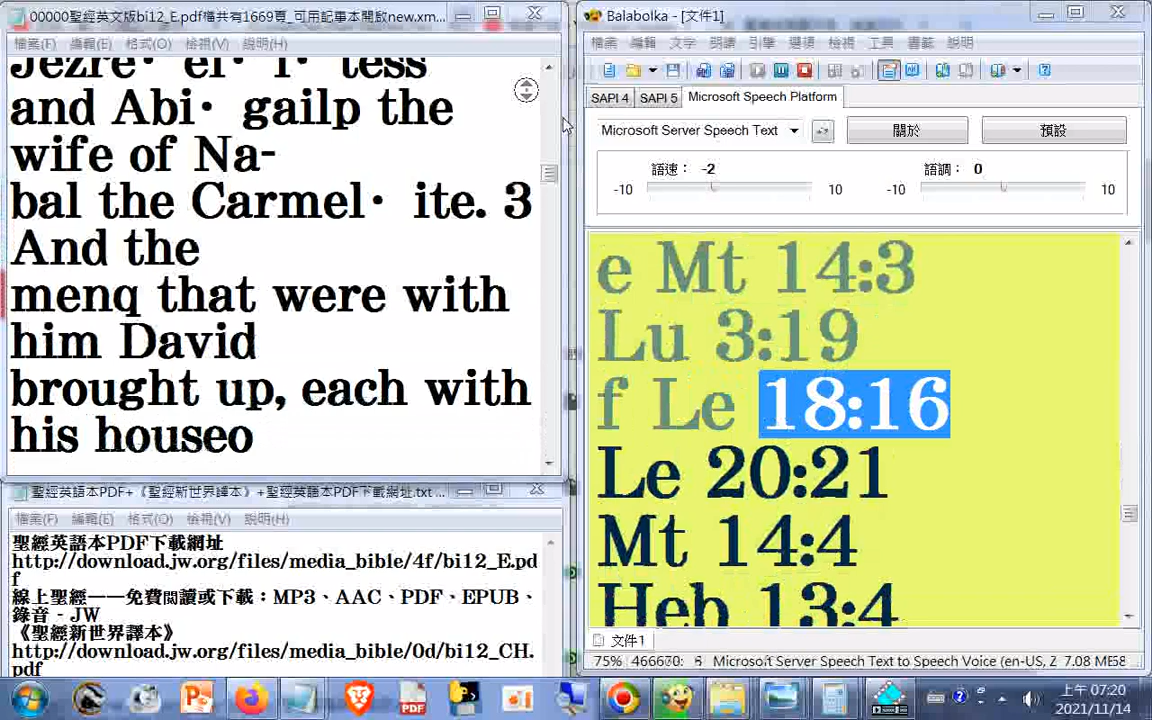 00000聖經英文版bi12_E.pdf檔共有1669頁_可用記事本開啟new.xm...
檔案(F) 編輯(E) 格式(O) 檢視(V) 說明(H)
Jezre· el· i· tess
and Abi· gailp the
wife of Na-
bal the Carmel· ite. 3
And the
menq that were with
him David
brought up, each with
his houseo
聖經英語本PDF+《聖經新世界譯本》+聖經英語本PDF下載網址.txt ...
檔案(F) 編輯(E) 格式(O) 檢視(V) 說明(H)
聖經英語本PDF下載網址
http://download.jw.org/files/media_bible/4f/bi12_E.pd
f
線上聖經——免費閱讀或下載：MP3、AAC、PDF、EPUB、
錄音 - JW
《聖經新世界譯本》
http://download.jw.org/files/media_bible/0d/bi12_CH.
pdf
Balabolka - [文件1]
檔案 編輯 文字 朗讀 引擎 選項 檢視 工具 書籤 說明
SAPI 4 SAPI 5 Microsoft Speech Platform
Microsoft Server Speech Text 關於 預設
語速： -2 語調： 0
-10 10 -10 10
e Mt 14:3
Lu 3:19
f Le 18:16
Le 20:21
Mt 14:4
Heb 13:4
文件1
75% 466670: 6 Microsoft Server Speech Text to Speech Voice (en-US, Z 7.08 ME58
上午 07:20
2021/11/14